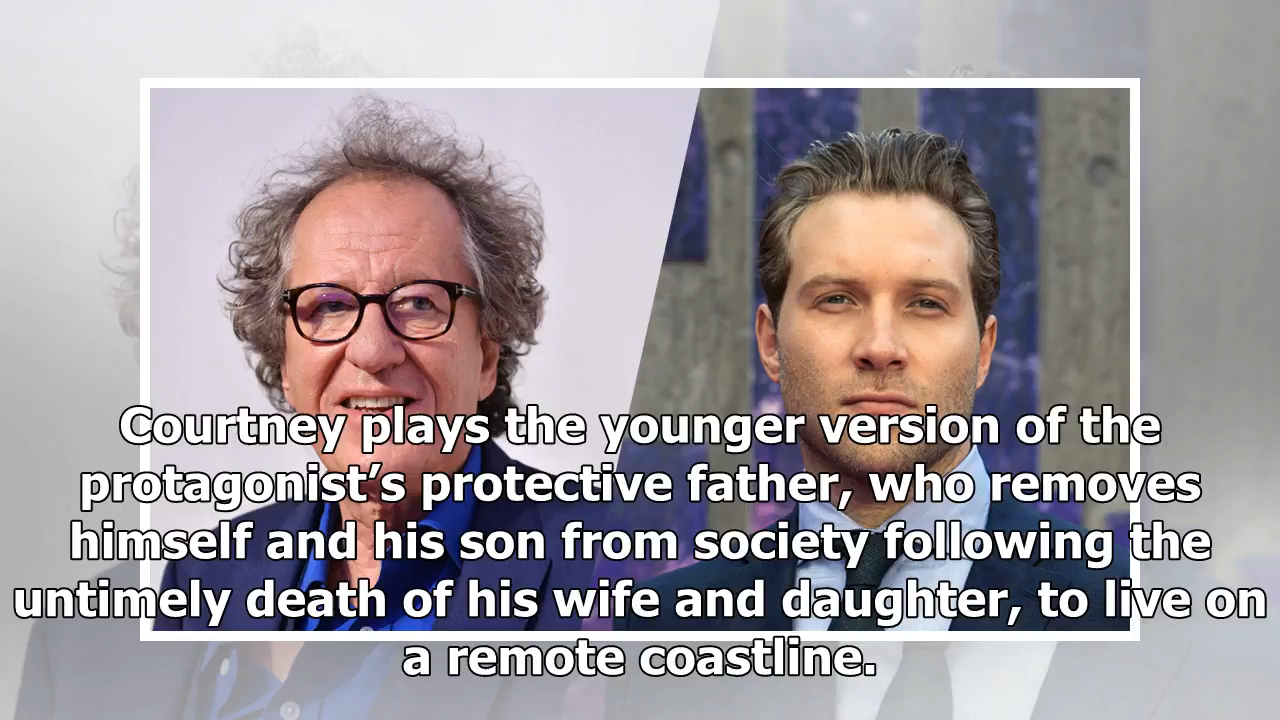 Courtney plays the younger version of the
protagonist’s protective father, who removes
himself and his son from society following the
untimely death of his wife and daughter, to live on
a remote coastline.